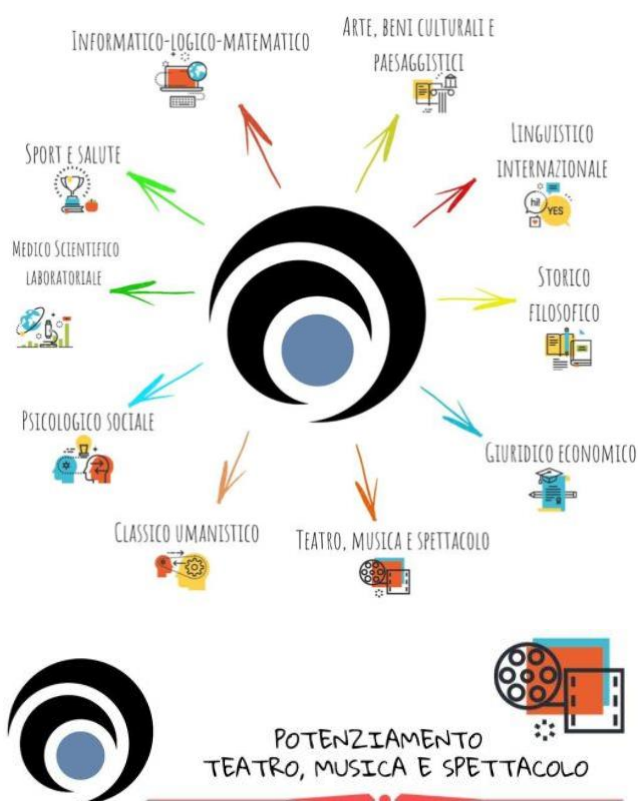 INFORMATICO-LOGICO-MATEMATICO
ARTE, BENI CULTURALI E
PAESAGGISTICI
SPORT E SALUTE
LINGUISTICO
INTERNAZIONALE
hi!
YES
MEDICO SCIENTIFICO
LABORATORIALE
STORICO
FILOSOFICO
PSICOLOGICO SOCIALE
GIURIDICO ECONOMICO
CLASSICO UMANISTICO
TEATRO, MUSICA E SPETTACOLO
POTENZIAMENTO
TEATRO, MUSICA E SPETTACOLO